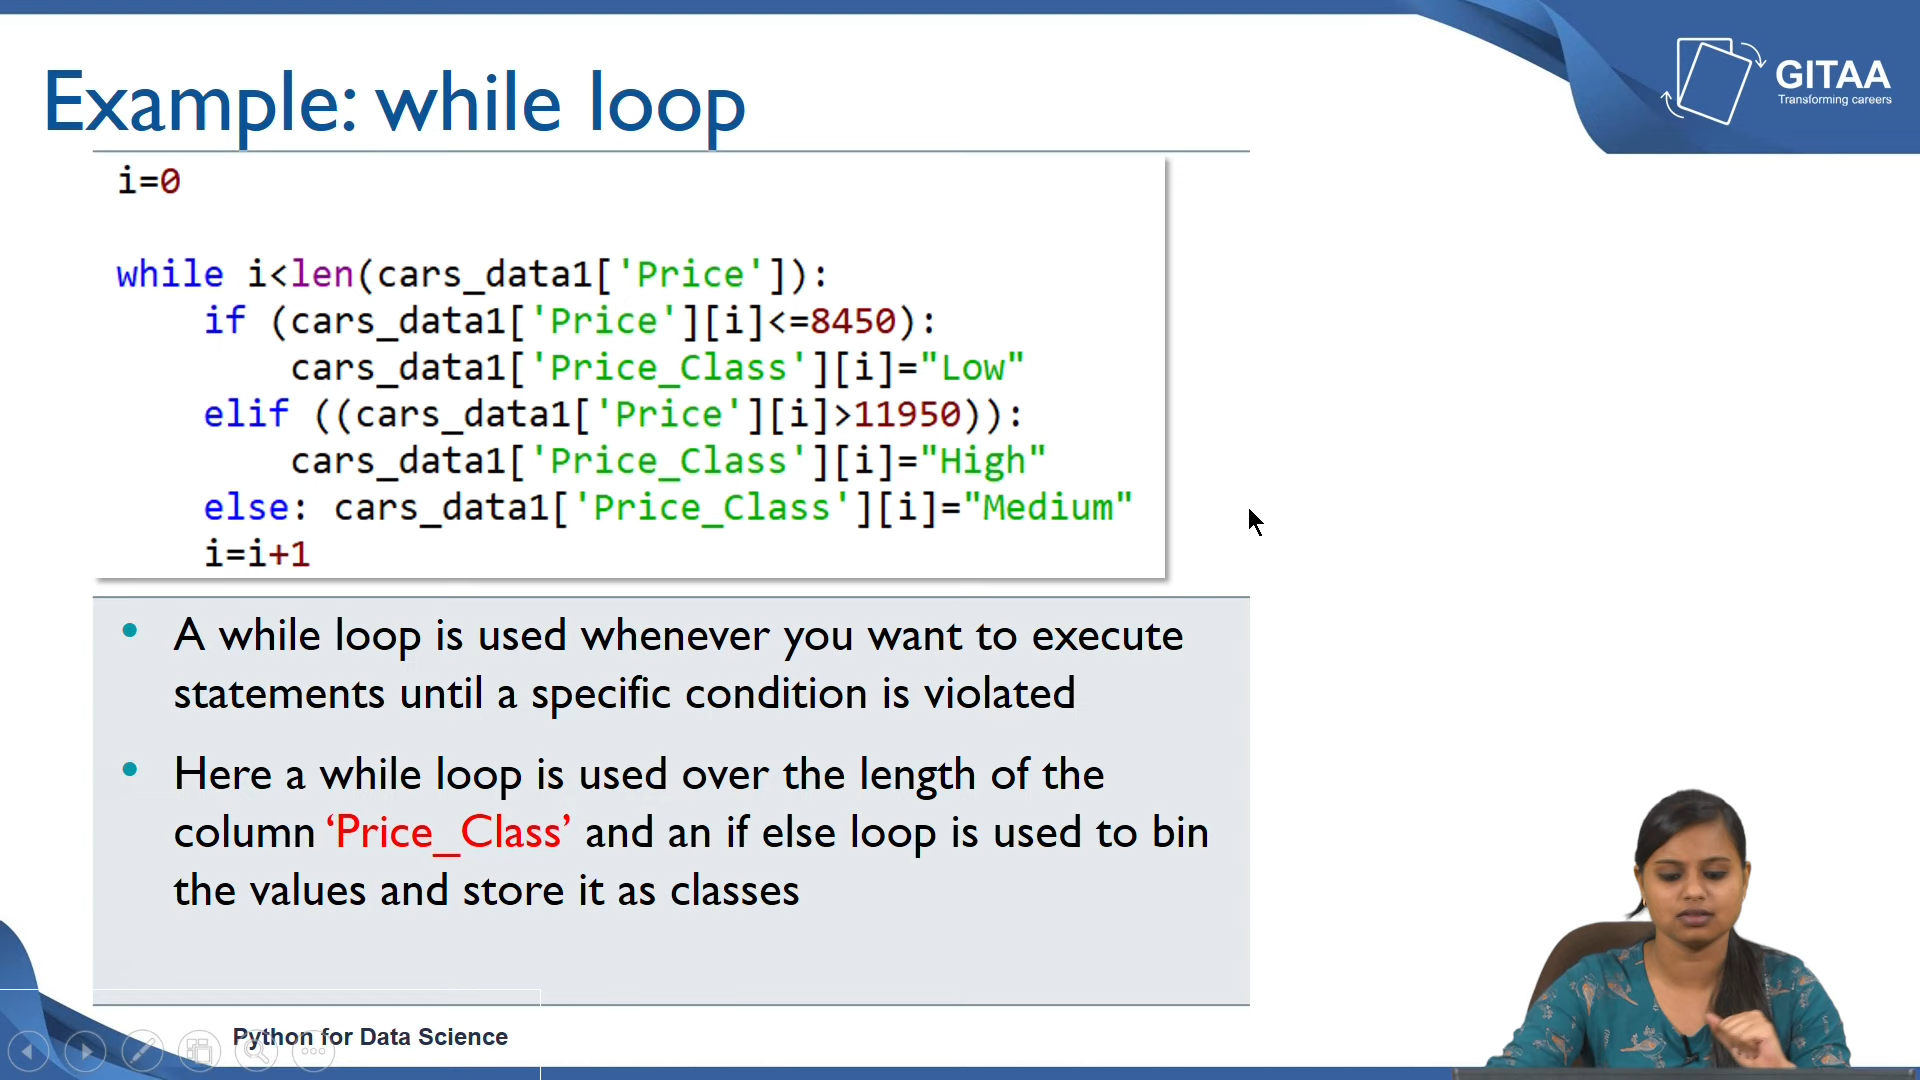 Example: while loop
GITAA
Transforming careers
i=0
while i<len(cars_data1['Price']):
    if (cars_data1['Price'][i]<=8450):
        cars_data1['Price_Class'][i]="Low"
    elif ((cars_data1['Price'][i]>11950)):
        cars_data1['Price_Class'][i]="High"
    else: cars_data1['Price_Class'][i]="Medium"
    i=i+1
• A while loop is used whenever you want to execute
statements until a specific condition is violated
• Here a while loop is used over the length of the
column ‘Price_Class’ and an if else loop is used to bin
the values and store it as classes
Python for Data Science